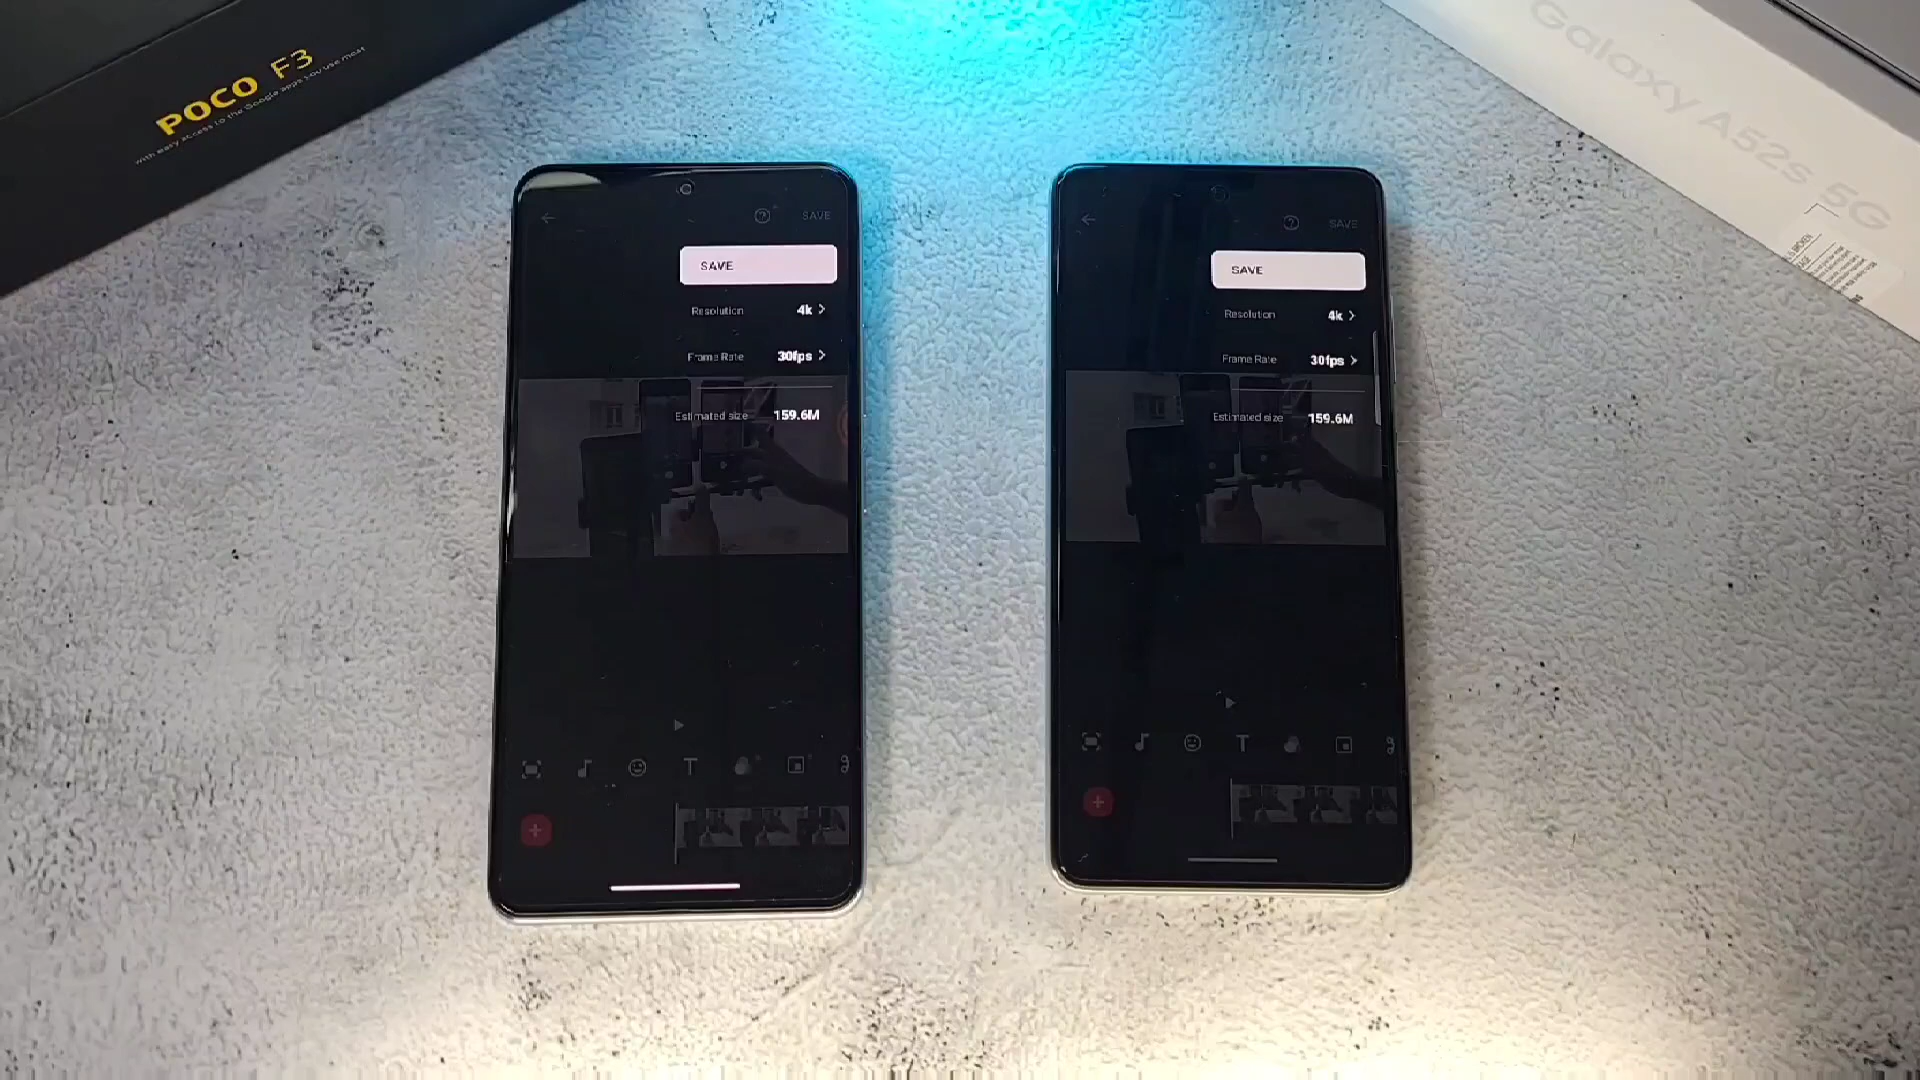 POCO F3
with easy access to the Google apps you use most
Galaxy A52s 5G
SAVE
SAVE
Resolution 4k
Frame Rate 30fps
Estimated size 159.6M
SAVE
SAVE
Resolution 4k
Frame Rate 30fps
Estimated size 159.6M